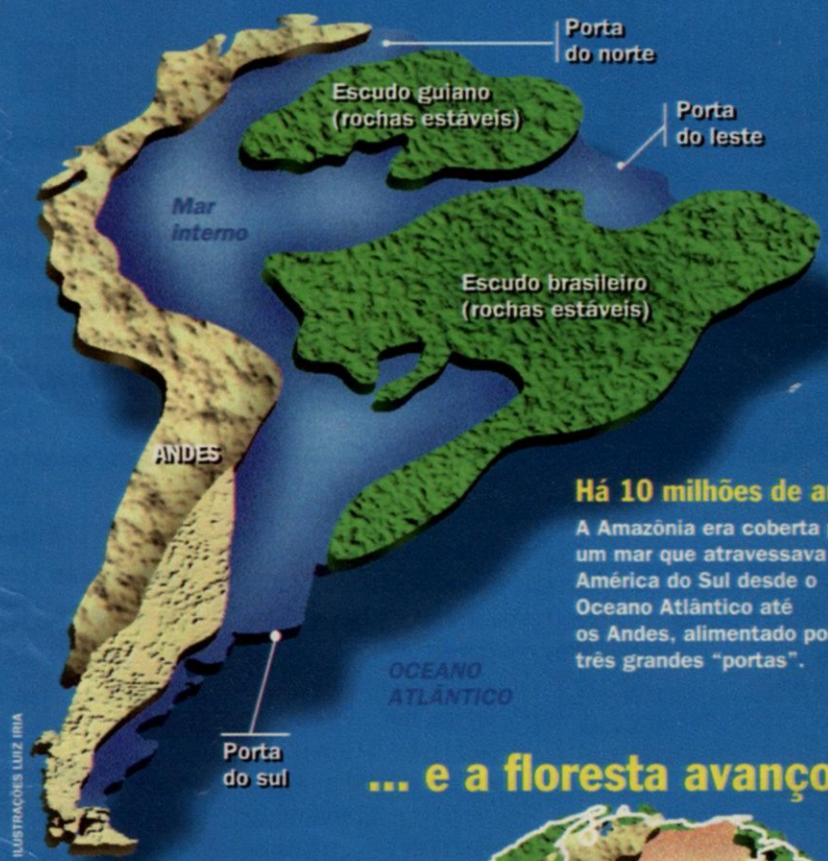 Porta
do norte
Escudo guiano
(rochas estáveis)
Porta
do leste
Mar
interno
Escudo brasileiro
(rochas estáveis)
ANDES
Há 10 milhões de a
A Amazônia era coberta
um mar que atravessava
América do Sul desde o
Oceano Atlântico até
os Andes, alimentado po
três grandes “portas”.
OCEANO
ATLÂNTICO
Porta
do sul
... e a floresta avanço
ILUSTRAÇÕES LUIZ IRIA